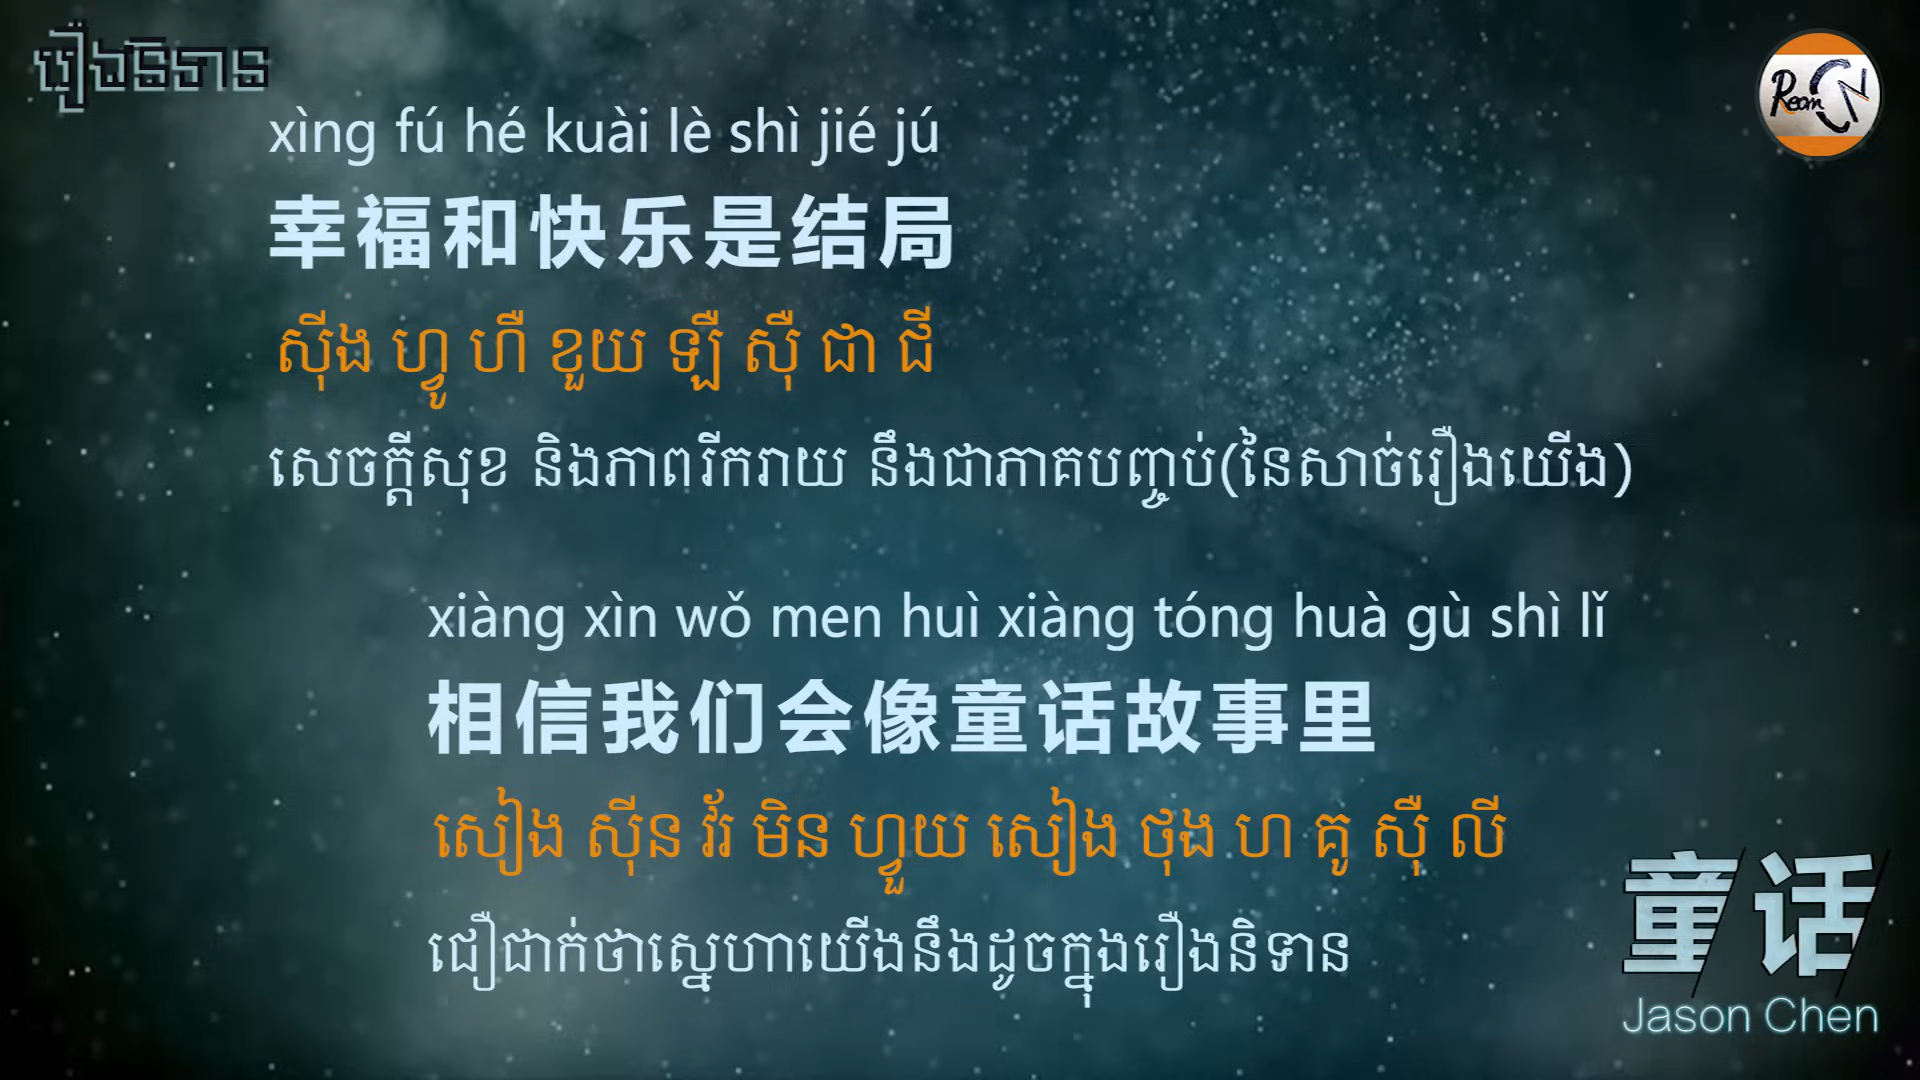 រឿងនិទាន
Ream CN
xìng fú hé kuài lè shì jié jú
幸福和快乐是结局
ស៊ីង ហ្វូ ហឺ ខួយ ឡឺ ស៊ឺ ជា ជី
សេចក្តីសុខ និងភាពរីករាយ នឹងជាភាគបញ្ចប់(នៃសាច់រឿងយើង)
xiàng xìn wǒ men huì xiàng tóng huà gù shì lǐ
相信我们会像童话故事里
សៀង ស៊ីន វ័រ មិន ហ្វួយ សៀង ថុង ហ គូ ស៊ឺ លី
ជឿជាក់ថាស្នេហាយើងនឹងដូចក្នុងរឿងនិទាន
童话
Jason Chen